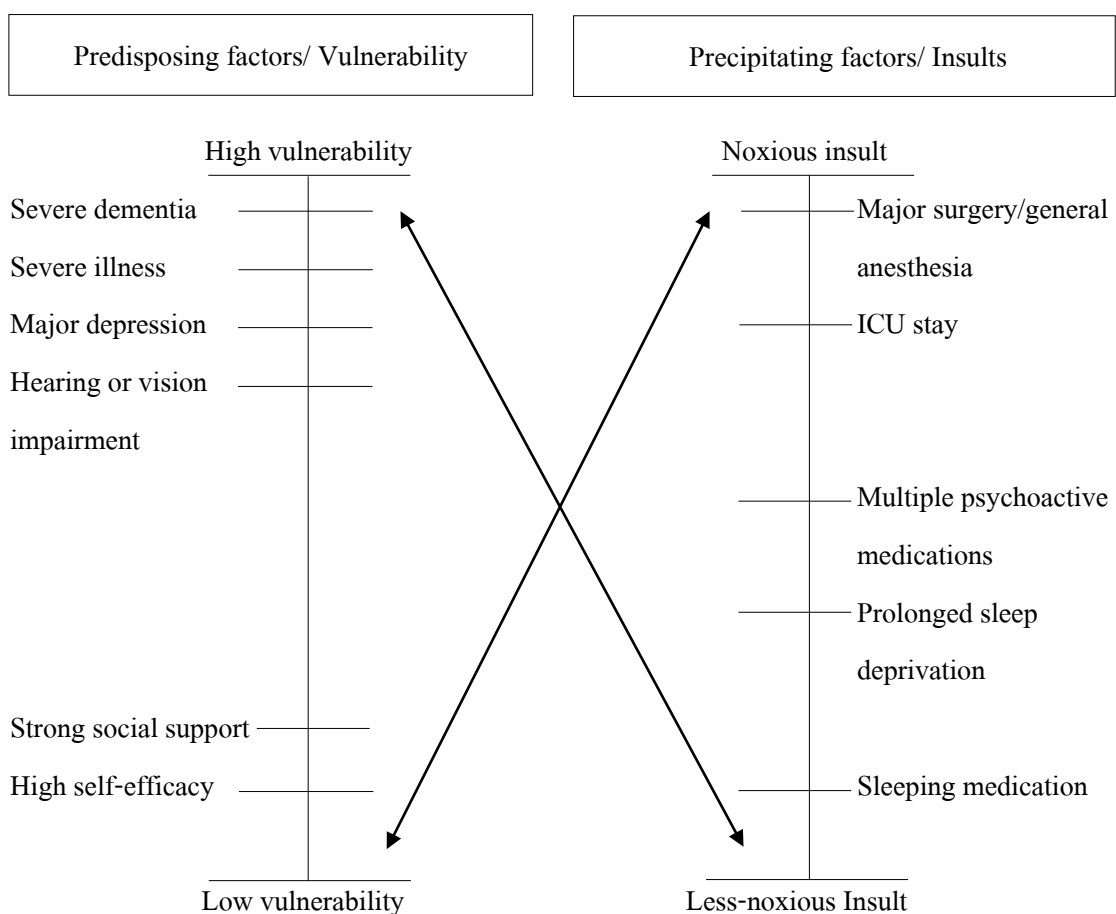 Predisposing factors/ Vulnerability
Precipitating factors/ Insults
High vulnerability
Severe dementia
Severe illness
Major depression
Hearing or vision
impairment
Strong social support
High self-efficacy
Low vulnerability
Noxious insult
Major surgery/general
anesthesia
ICU stay
Multiple psychoactive
medications
Prolonged sleep
deprivation
Sleeping medication
Less-noxious Insult